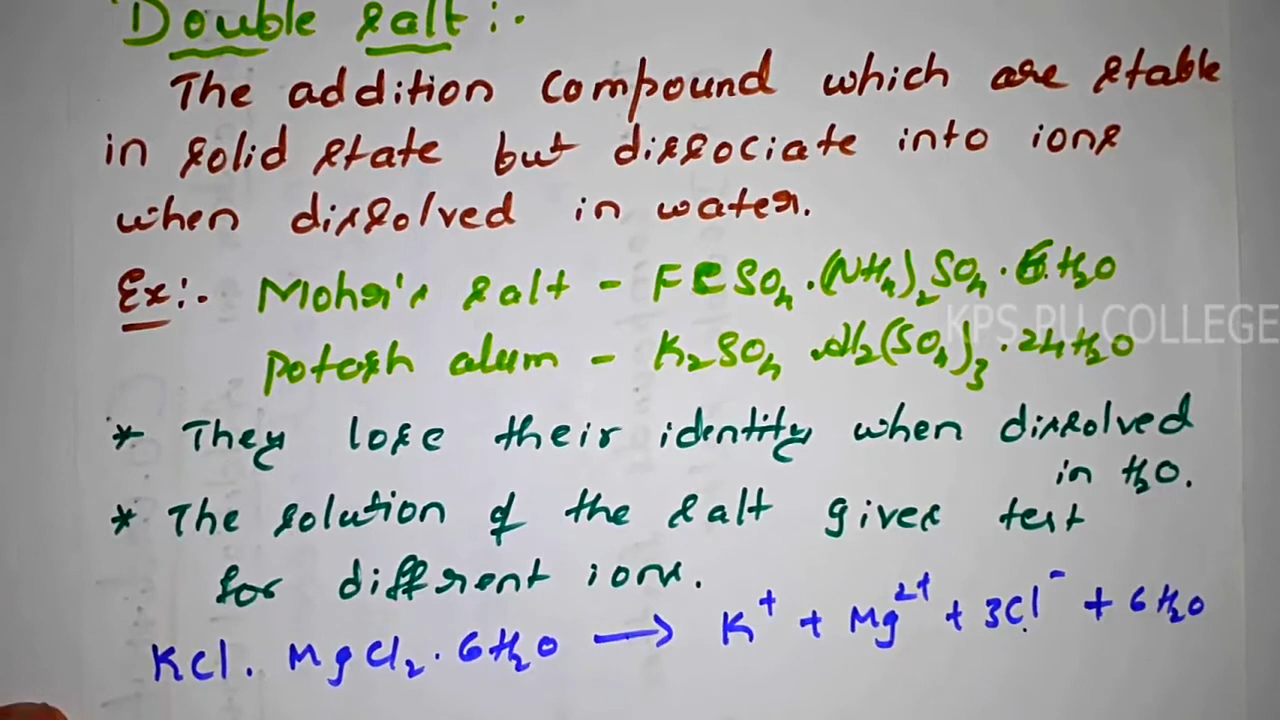 Double salt:-
The addition compound which are stable
in solid state but dissociate into ions
when dissolved in water.
Ex:- Mohr's salt - FeSO₄.(NH₄)₂SO₄.6H₂O
KPS PU COLLEGE
Potash alum - K₂SO₄ Al₂(SO₄)₃.24H₂O
* They lose their identity when dissolved
in H₂O.
* The solution of the salt gives test
for different ions.
KCl. MgCl₂.6H₂O → K⁺ + Mg²⁺ + 3Cl⁻ + 6H₂O